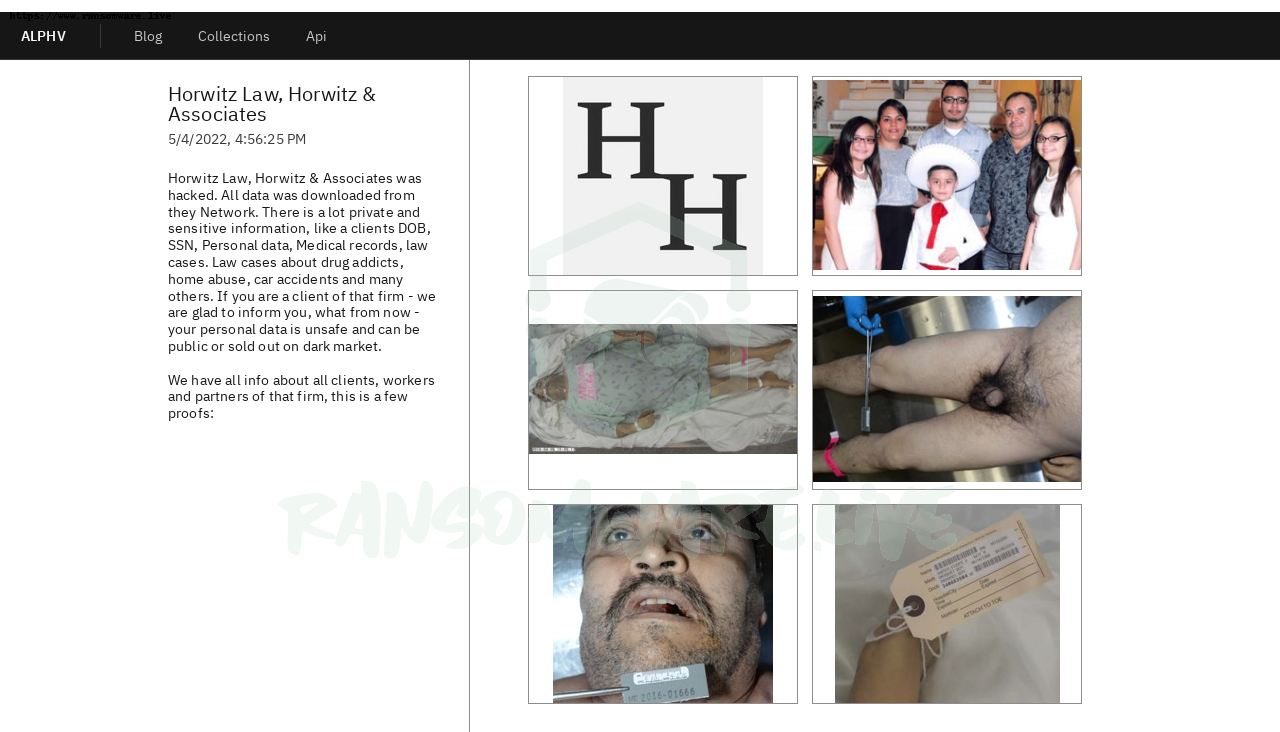 https://www.ransomware.live
ALPHV
Blog
Collections
Api
Horwitz Law, Horwitz &
Associates
5/4/2022, 4:56:25 PM
Horwitz Law, Horwitz & Associates was
hacked. All data was downloaded from
they Network. There is a lot private and
sensitive information, like a clients DOB,
SSN, Personal data, Medical records, law
cases. Law cases about drug addicts,
home abuse, car accidents and many
others. If you are a client of that firm - we
are glad to inform you, what from now -
your personal data is unsafe and can be
public or sold out on dark market.
We have all info about all clients, workers
and partners of that firm, this is a few
proofs:
H
H
RANSOMWARE.LIVE
2016-01666
Name
Date
Expired
ATTACH TO TOE